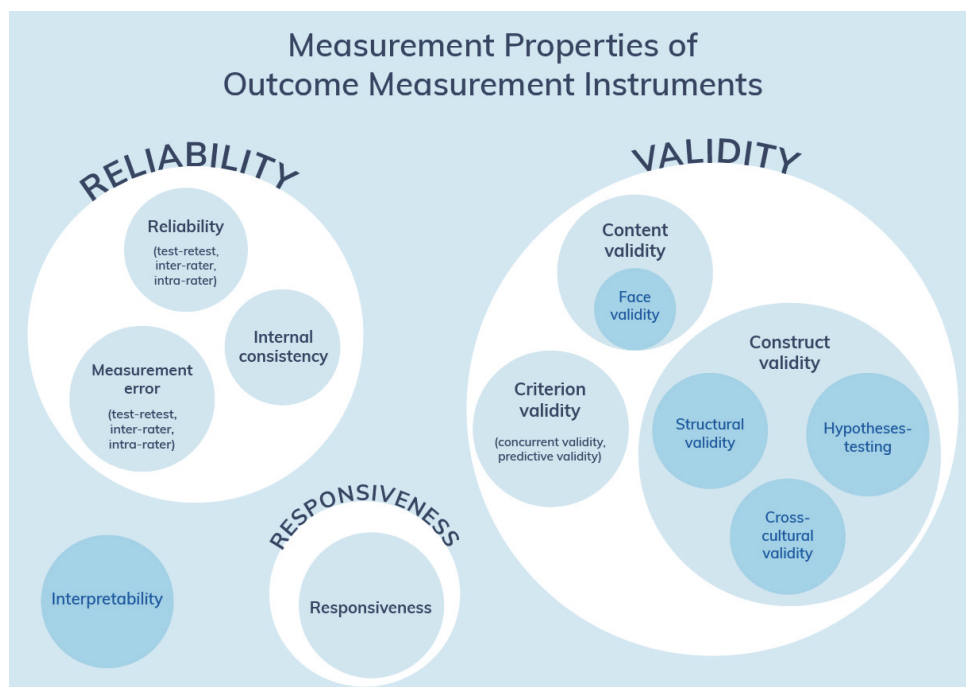 Measurement Properties of
Outcome Measurement Instruments
RELIABILITY
Reliability
(test-retest,
inter-rater,
intra-rater)
Internal
consistency
Measurement
error
(test-retest,
inter-rater,
intra-rater)
VALIDITY
Content
validity
Face
validity
Criterion
validity
(concurrent validity,
predictive validity)
Construct
validity
Structural
validity
Hypotheses-
testing
Cross-
cultural
validity
RESPONSIVENESS
Responsiveness
Interpretability